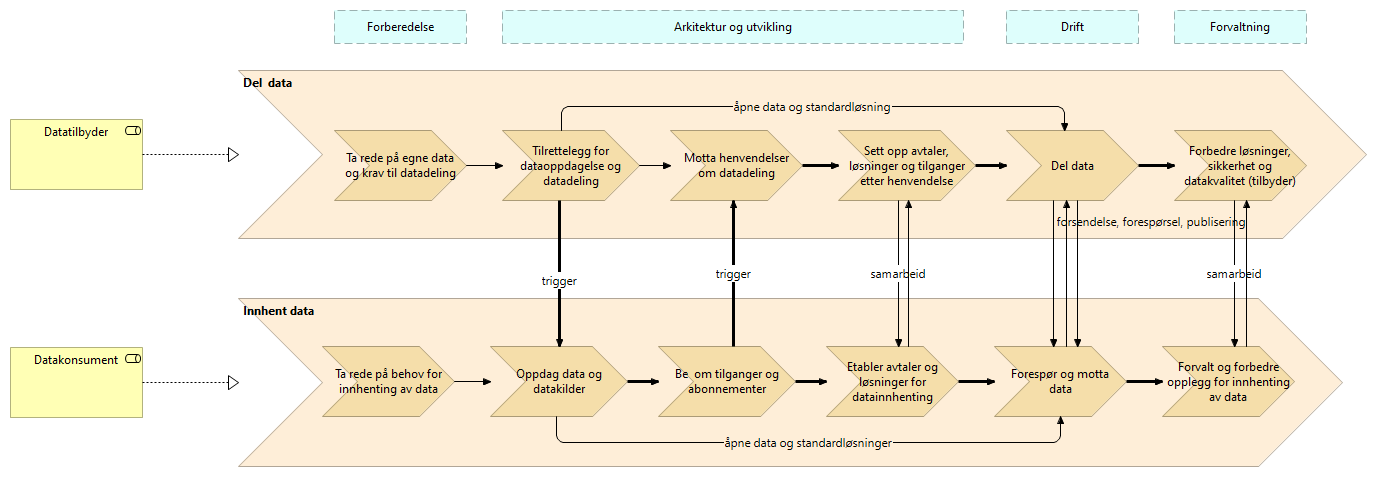 Forberedelse
Arkitektur og utvikling
Drift
Forvaltning
Del data
Datatilbyder
åpne data og standardløsning
Ta rede på egne data
og krav til datadeling
Tilrettelegg for
dataoppdagelse og
datadeling
Motta henvendelser
om datadeling
Sett opp avtaler,
løsninger og tilganger
etter henvendelse
Del data
Forbedre løsninger,
sikkerhet og
datakvalitet (tilbyder)
forsendelse, forespørsel, publisering
trigger
trigger
samarbeid
samarbeid
Innhent data
Datakonsument
Ta rede på behov for
innhenting av data
Oppdag data og
datakilder
Be. om tilganger og
abonnementer
Etabler avtaler og
løsninger for
datainnhenting
Forespør og motta
data
Forvalt og forbedre
opplegg for innhenting
av data
åpne data og standardløsninger